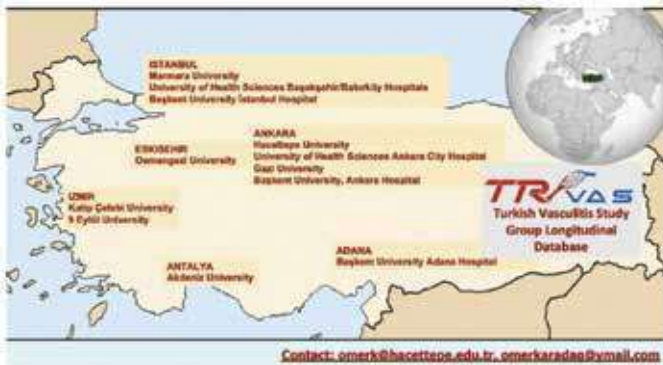 ISTANBUL
Marmara University
University of Health Sciences Başakşehir/Bakırköy Hospitals
Başkent University İstanbul Hospital
ANKARA
Hacettepe University
University of Health Sciences Ankara City Hospital
Gazi University
Başkent University, Ankara Hospital
ESKISEHIR
Osmangazi University
IZMIR
Katip Çelebi University
9 Eylül University
TRVAS
Turkish Vasculitis Study
Group Longitudinal
Database
ANTALYA
Akdeniz University
ADANA
Başkent University Adana Hospital
Contact: omerk@hacettepe.edu.tr, omerkaradag@ymail.com